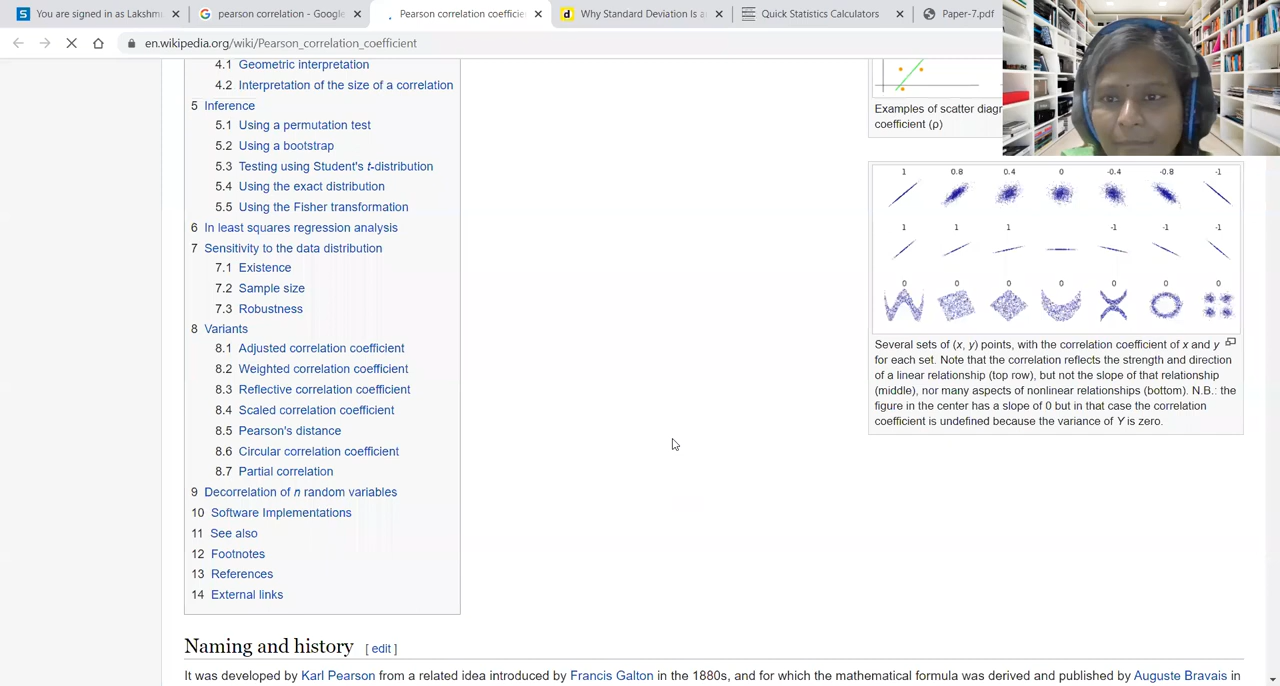 You are signed in as Lakshm
pearson correlation - Google
Pearson correlation coefficie
Why Standard Deviation Is a
Quick Statistics Calculators
Paper-7.pdf
en.wikipedia.org/wiki/Pearson_correlation_coefficient
4.1 Geometric interpretation
4.2 Interpretation of the size of a correlation
5 Inference
5.1 Using a permutation test
5.2 Using a bootstrap
5.3 Testing using Student's t-distribution
5.4 Using the exact distribution
5.5 Using the Fisher transformation
6 In least squares regression analysis
7 Sensitivity to the data distribution
7.1 Existence
7.2 Sample size
7.3 Robustness
8 Variants
8.1 Adjusted correlation coefficient
8.2 Weighted correlation coefficient
8.3 Reflective correlation coefficient
8.4 Scaled correlation coefficient
8.5 Pearson's distance
8.6 Circular correlation coefficient
8.7 Partial correlation
9 Decorrelation of n random variables
10 Software Implementations
11 See also
12 Footnotes
13 References
14 External links
Examples of scatter diagr
coefficient (ρ)
1 0.8 0.4 0 -0.4 -0.8 -1
1 1 1 -1 -1 -1
0 0 0 0 0 0 0
Several sets of (x, y) points, with the correlation coefficient of x and y
for each set. Note that the correlation reflects the strength and direction
of a linear relationship (top row), but not the slope of that relationship
(middle), nor many aspects of nonlinear relationships (bottom). N.B.: the
figure in the center has a slope of 0 but in that case the correlation
coefficient is undefined because the variance of Y is zero.
Naming and history [ edit ]
It was developed by Karl Pearson from a related idea introduced by Francis Galton in the 1880s, and for which the mathematical formula was derived and published by Auguste Bravais in